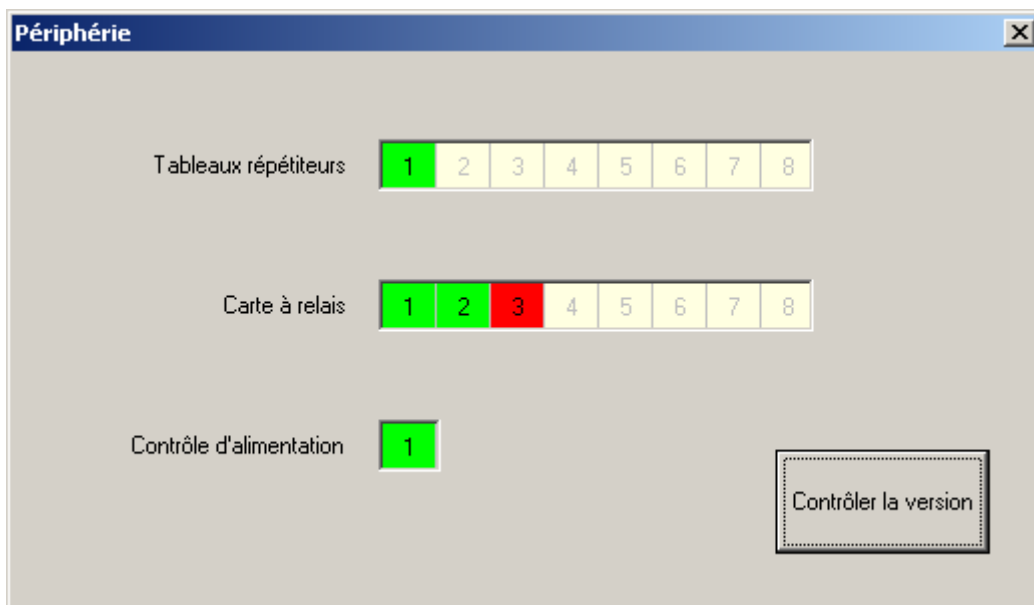 Périphérie
Tableaux répétiteurs 1 2 3 4 5 6 7 8
Carte à relais 1 2 3 4 5 6 7 8
Contrôle d'alimentation 1
Contrôler la version